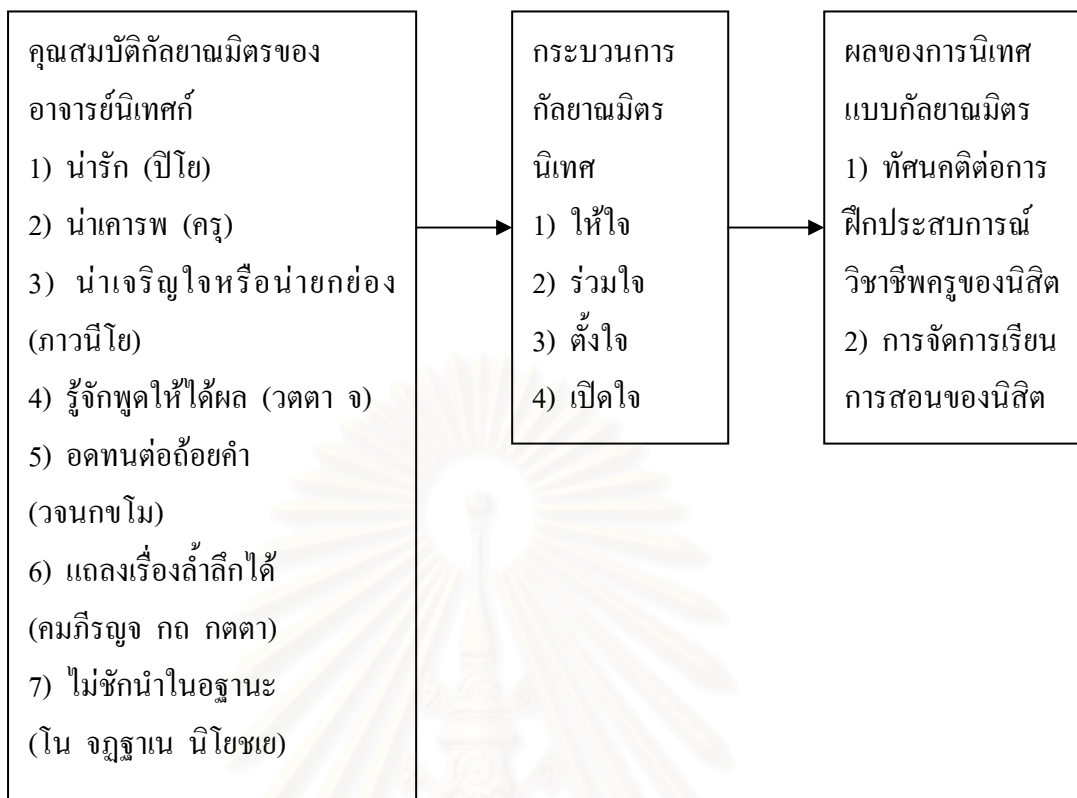 คุณสมบัติกัลยาณมิตรของ
อาจารย์นิเทศก์
1) น่ารัก (ปิโย)
2) น่าเคารพ (ครุ)
3) น่าเจริญใจหรือน่ายกย่อง
(ภาวนีโย)
4) รู้จักพูดให้ได้ผล (วตตา จ)
5) อดทนต่อถ้อยคำ
(วจนกขโม)
6) แถลงเรื่องล้ำลึกได้
(คมภีรญจ กถ กตตา)
7) ไม่ชักนำในอฐานะ
(โน จฏฐาเน นิโยชเย)
กระบวนการ
กัลยาณมิตร
นิเทศ
1) ให้ใจ
2) ร่วมใจ
3) ตั้งใจ
4) เปิดใจ
ผลของการนิเทศ
แบบกัลยาณมิตร
1) ทัศนคติต่อการ
ฝึกประสบการณ์
วิชาชีพครูของนิสิต
2) การจัดการเรียน
การสอนของนิสิต